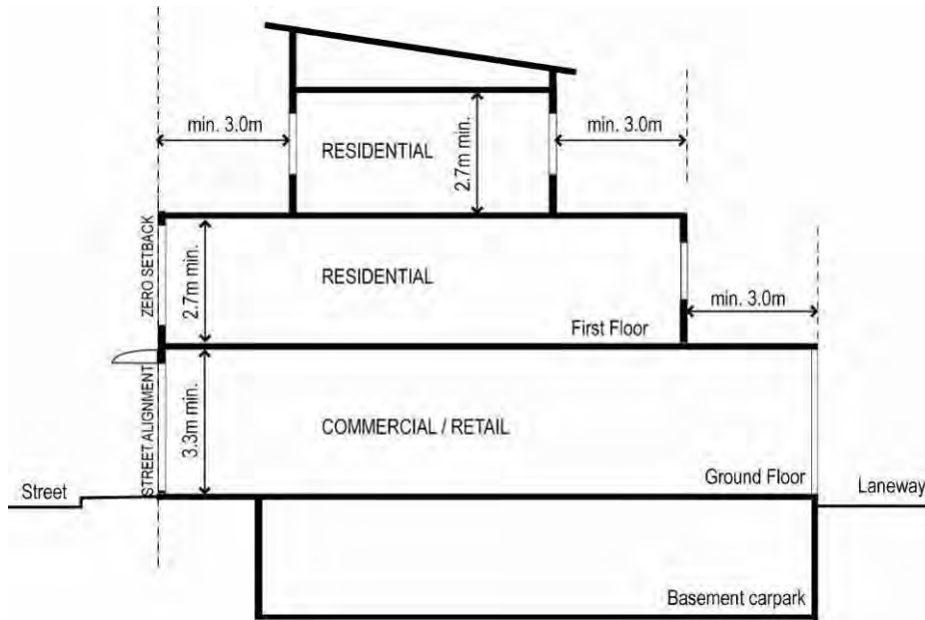 min. 3.0m
min. 3.0m
RESIDENTIAL
2.7m min.
ZERO SETBACK
2.7m min.
RESIDENTIAL
min. 3.0m
First Floor
STREET ALIGNMENT
3.3m min.
COMMERCIAL / RETAIL
Ground Floor
Street
Laneway
Basement carpark